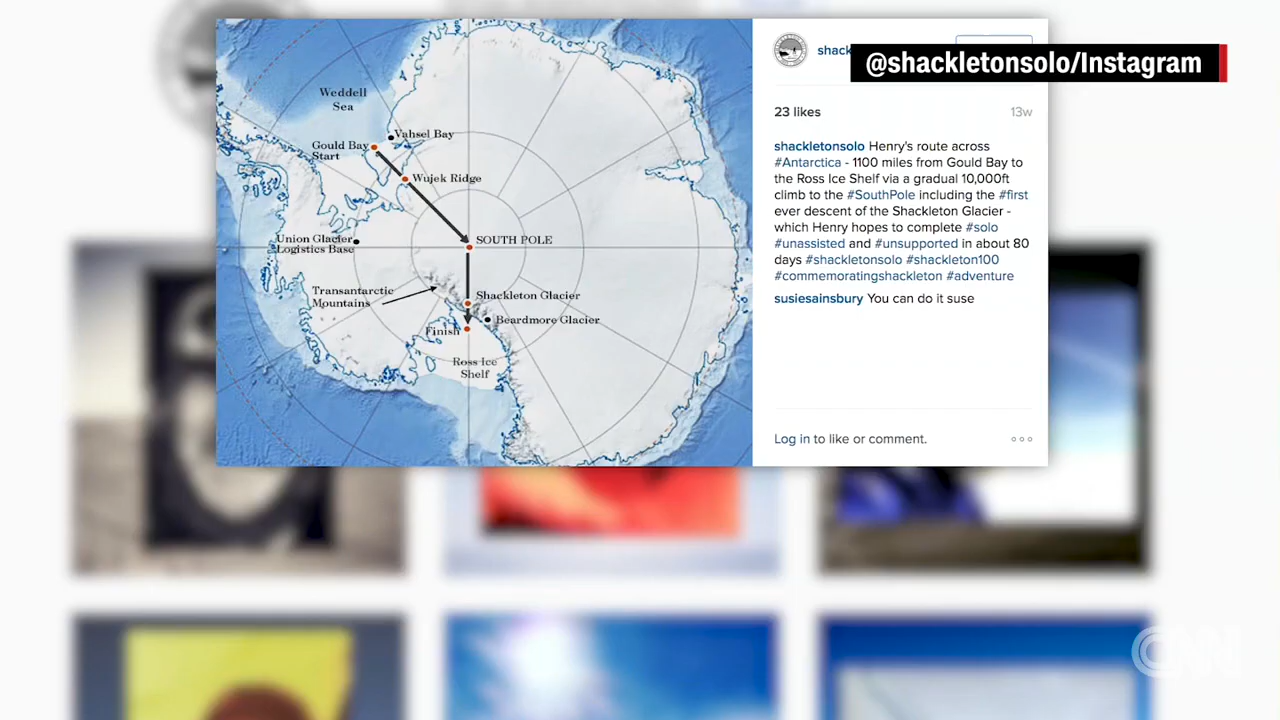 @shackletonsolo/Instagram
Weddell
Sea
Vahsel Bay
Gould Bay
Start
Wujek Ridge
SOUTH POLE
Union Glacier
Logistics Base
Transantarctic
Mountains
Shackleton Glacier
Beardmore Glacier
Finish
Ross Ice
Shelf
shack
23 likes 13w
shackletonsolo Henry's route across
#Antarctica - 1100 miles from Gould Bay to
the Ross Ice Shelf via a gradual 10,000ft
climb to the #SouthPole including the #first
ever descent of the Shackleton Glacier -
which Henry hopes to complete #solo
#unassisted and #unsupported in about 80
days #shackletonsolo #shackleton100
#commemoratingshackleton #adventure
susiesainsbury You can do it suse
Log in to like or comment.
CNN